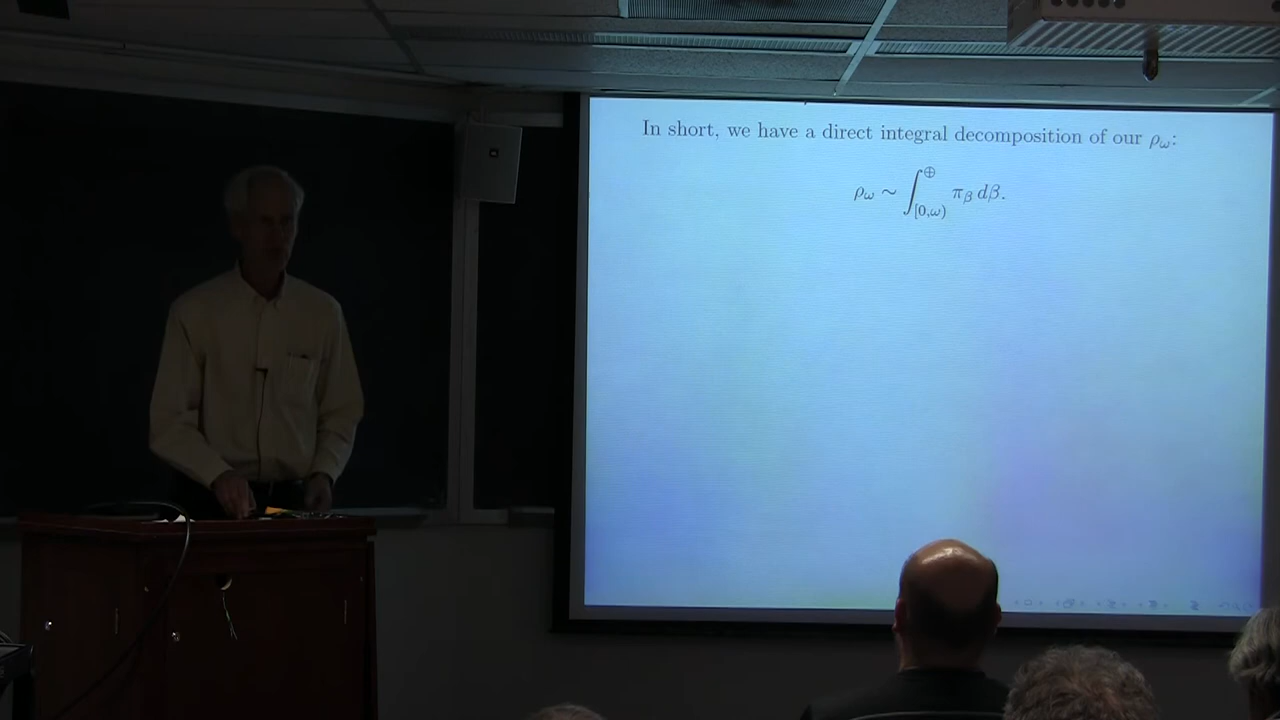 In short, we have a direct integral decomposition of our ρ_ω:
ρ_ω ∼ ∫^⊕_{[0,ω)} π_β dβ.